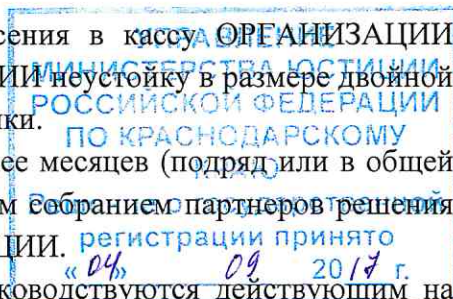 сения в кассу ОРГАНИЗАЦИИ
УПРАВЛЕНИЕ
ИИ неустойку в размере двойной
МИНИСТЕРСТВА ЮСТИЦИИ
РОССИЙСКОЙ ФЕДЕРАЦИИ
ки.
ПО КРАСНОДАРСКОМУ
ее месяцев (подряд или в общей
КРАЮ
м собранием партнеров решения
о государственной
ЦИИ.
регистрации принято
«04» 09 2017 г.
ководствуются действующим на